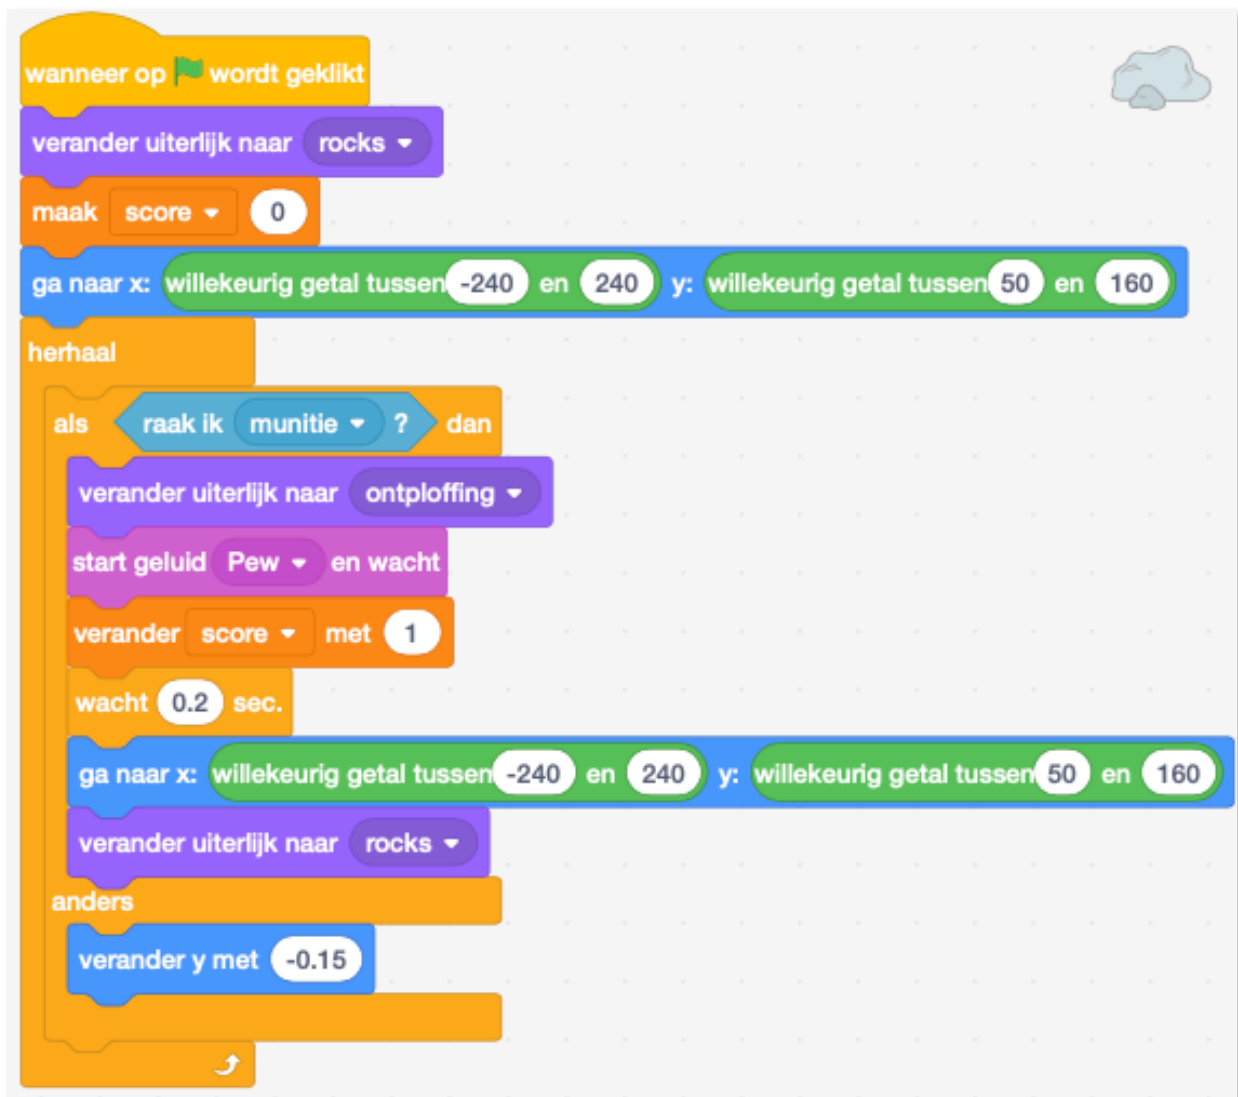 wanneer op wordt geklikt
verander uiterlijk naar rocks
maak score 0
ga naar x: willekeurig getal tussen -240 en 240 y: willekeurig getal tussen 50 en 160
herhaal
als raak ik munitie ? dan
verander uiterlijk naar ontploffing
start geluid Pew en wacht
verander score met 1
wacht 0.2 sec.
ga naar x: willekeurig getal tussen -240 en 240 y: willekeurig getal tussen 50 en 160
verander uiterlijk naar rocks
anders
verander y met -0.15